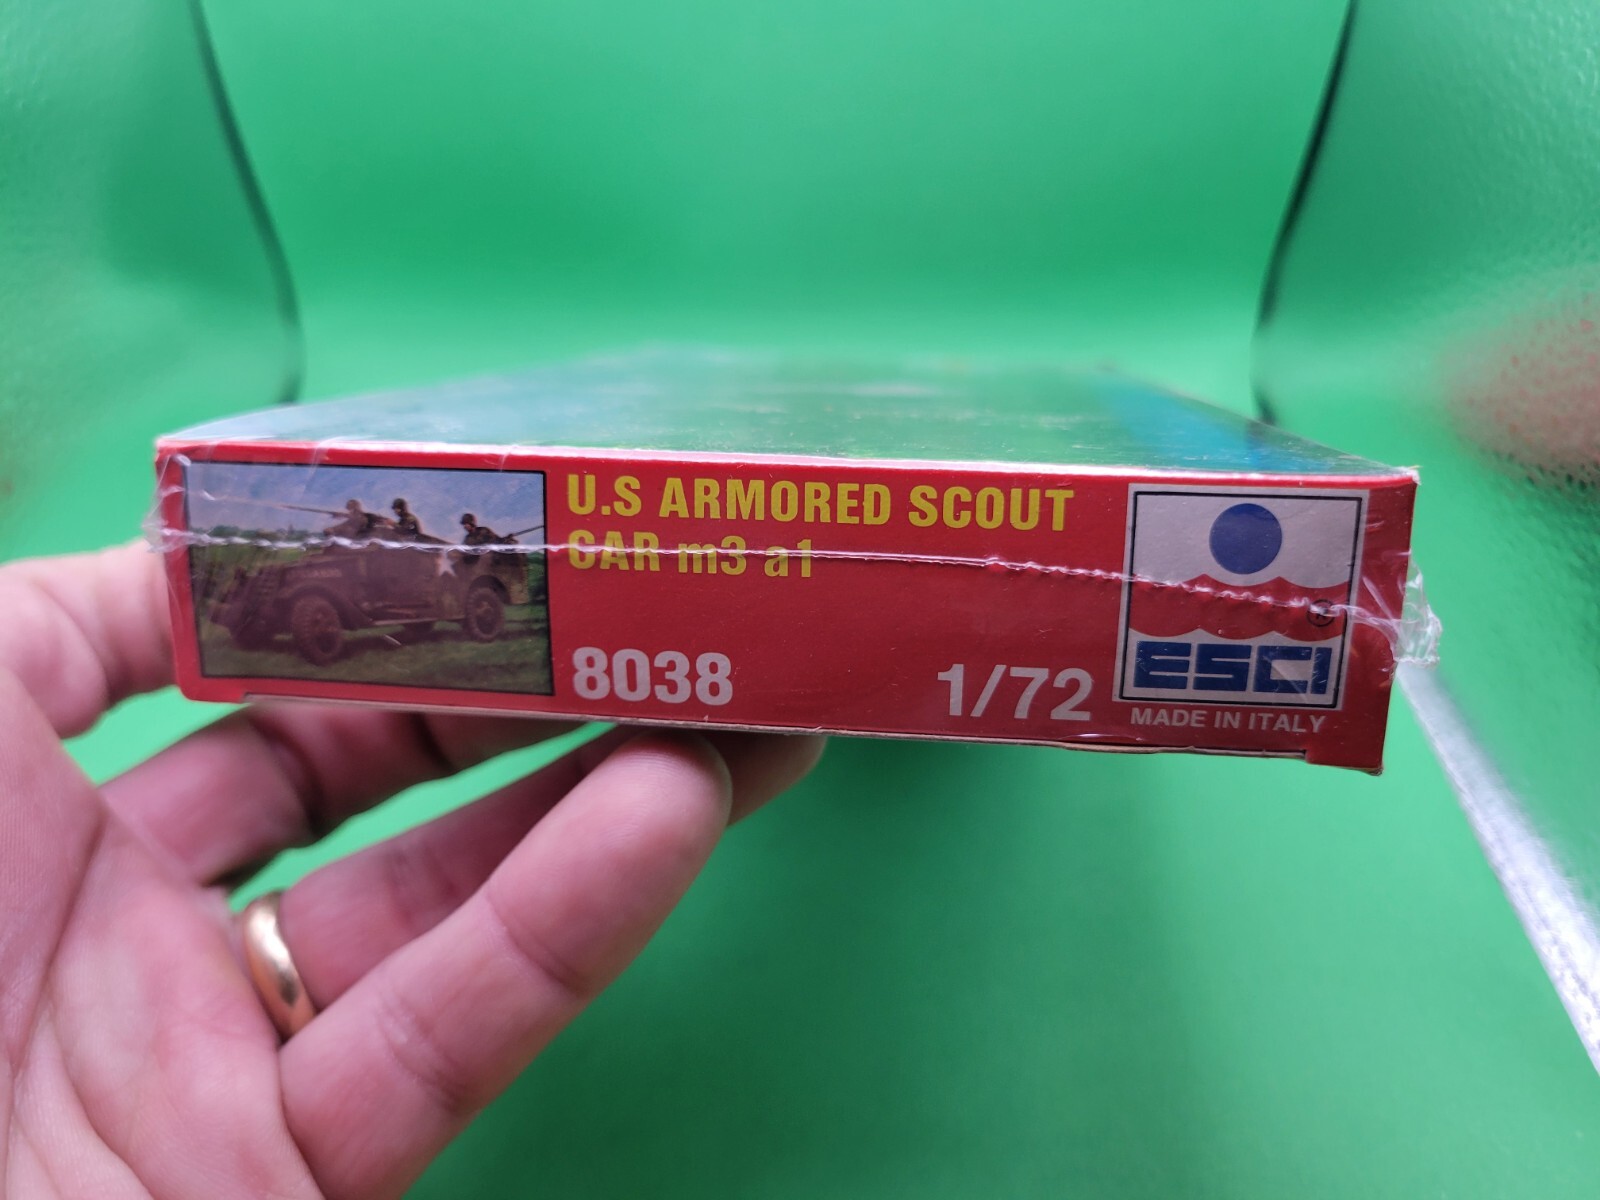 U.S ARMORED SCOUT
CAR m3 a1
8038
1/72
®
ESCI
MADE IN ITALY